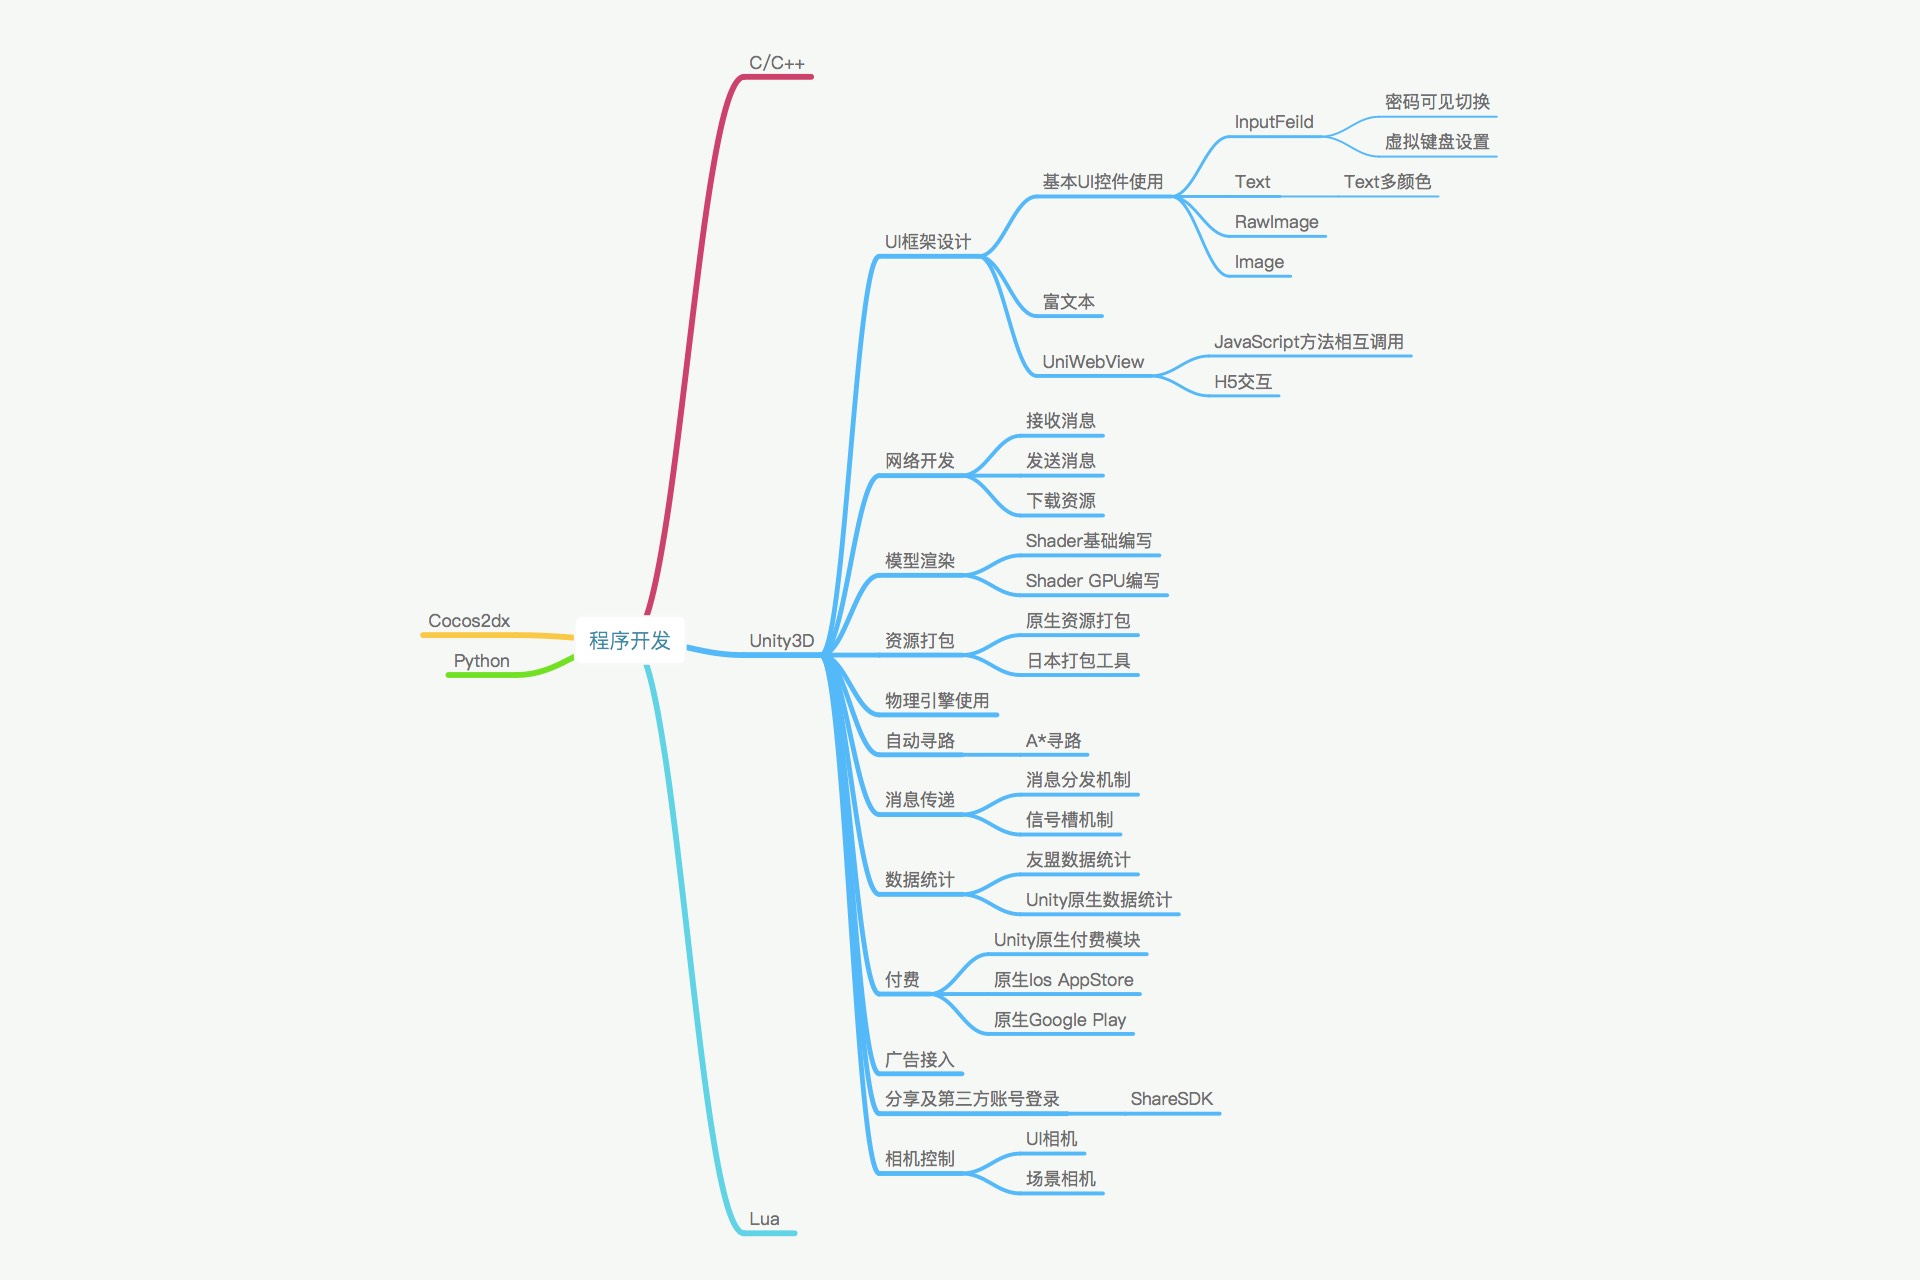 C/C++
密码可见切换
InputFeild
虚拟键盘设置
基本UI控件使用
Text
Text多颜色
RawImage
UI框架设计
Image
富文本
JavaScript方法相互调用
UniWebView
H5交互
接收消息
网络开发
发送消息
下载资源
Shader基础编写
模型渲染
Shader GPU编写
Cocos2dx
程序开发
Unity3D
资源打包
原生资源打包
Python
日本打包工具
物理引擎使用
自动寻路
A*寻路
消息分发机制
消息传递
信号槽机制
友盟数据统计
数据统计
Unity原生数据统计
Unity原生付费模块
付费
原生Ios AppStore
原生Google Play
广告接入
分享及第三方账号登录
ShareSDK
UI相机
相机控制
场景相机
Lua